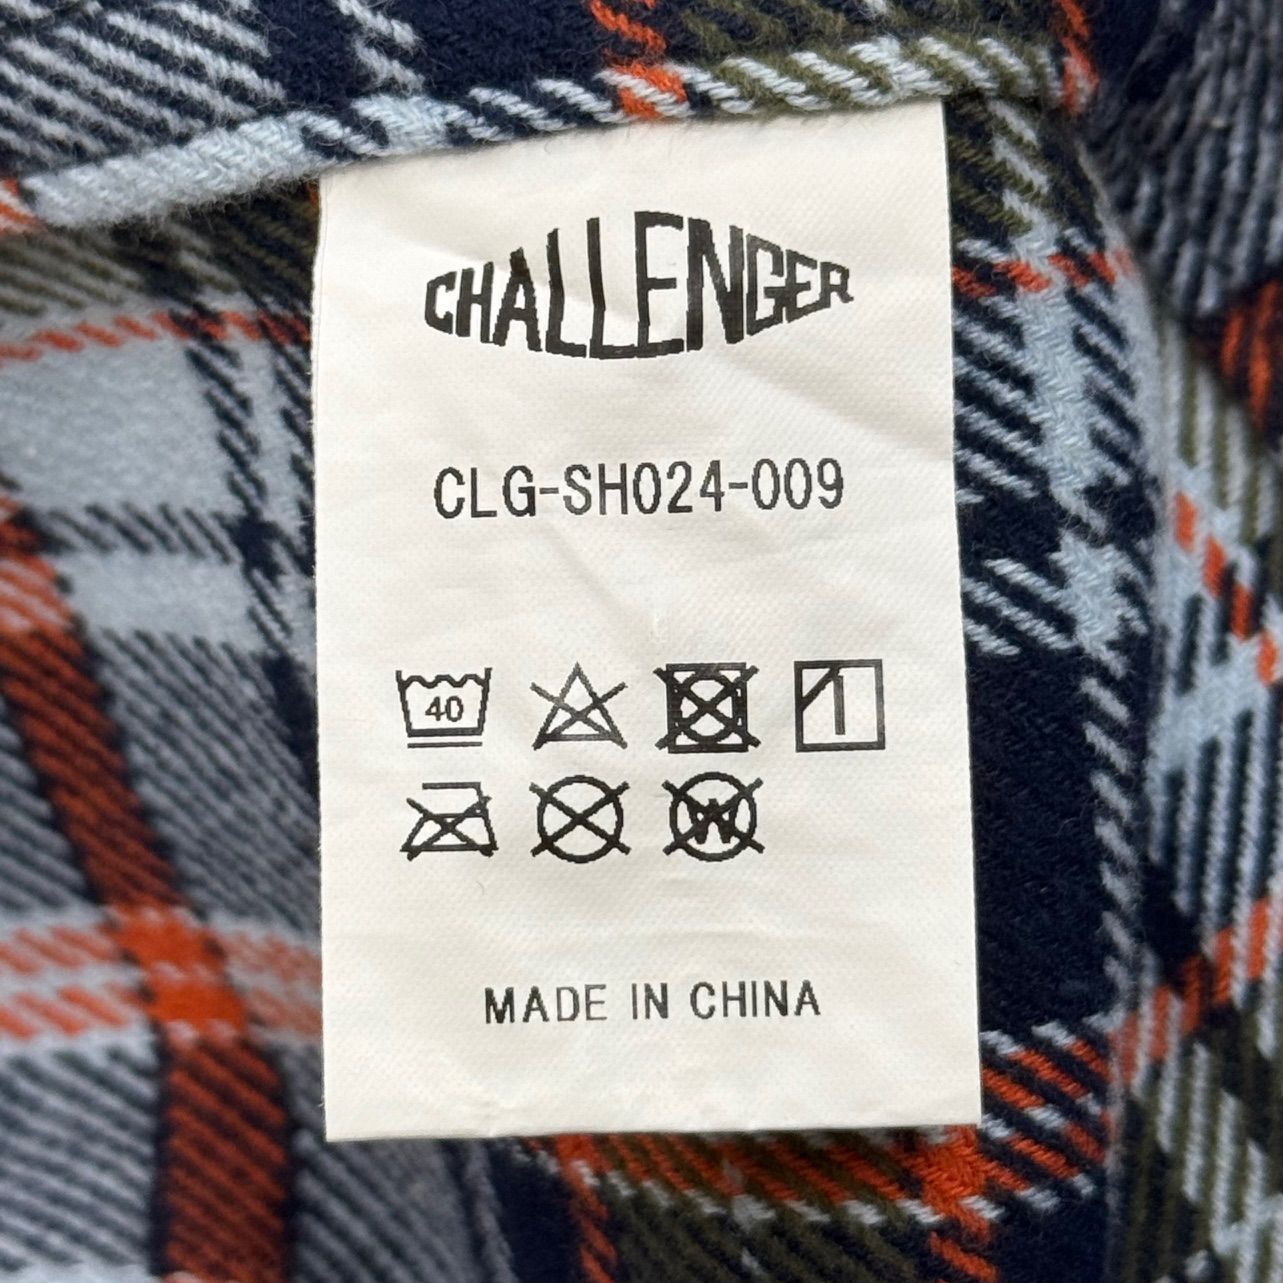 CHALLENGER
CLG-SH024-009
40
W
MADE IN CHINA